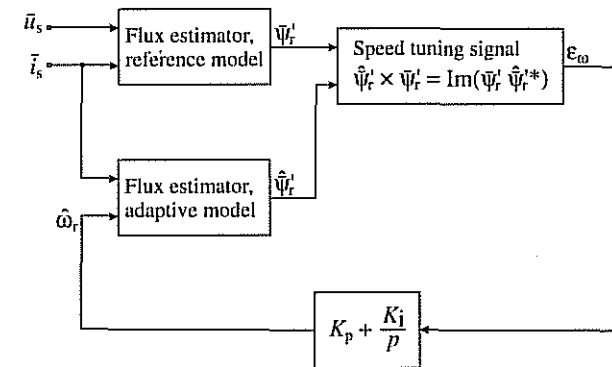 ū_s
Flux estimator,
reference model
ψ̄'_r
ī_s
Speed tuning signal
ψ̄̂'_r × ψ̄'_r = Im(ψ̄'_r ψ̄̂'_r*)
ε_ω
Flux estimator,
adaptive model
ψ̄̂'_r
ω̂_r
K_p + K_i/p